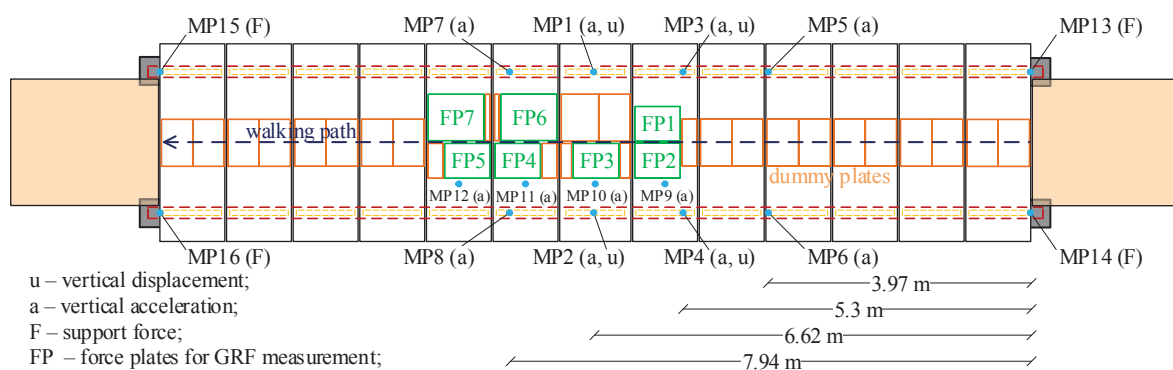 MP15 (F)
MP7 (a)
MP1 (a, u)
MP3 (a, u)
MP5 (a)
MP13 (F)
FP7
FP6
FP1
walking path
FP5
FP4
FP3
FP2
dummy plates
MP12 (a)
MP11 (a)
MP10 (a)
MP9 (a)
MP16 (F)
MP8 (a)
MP2 (a, u)
MP4 (a, u)
MP6 (a)
MP14 (F)
u – vertical displacement;
a – vertical acceleration;
F – support force;
FP – force plates for GRF measurement;
3.97 m
5.3 m
6.62 m
7.94 m